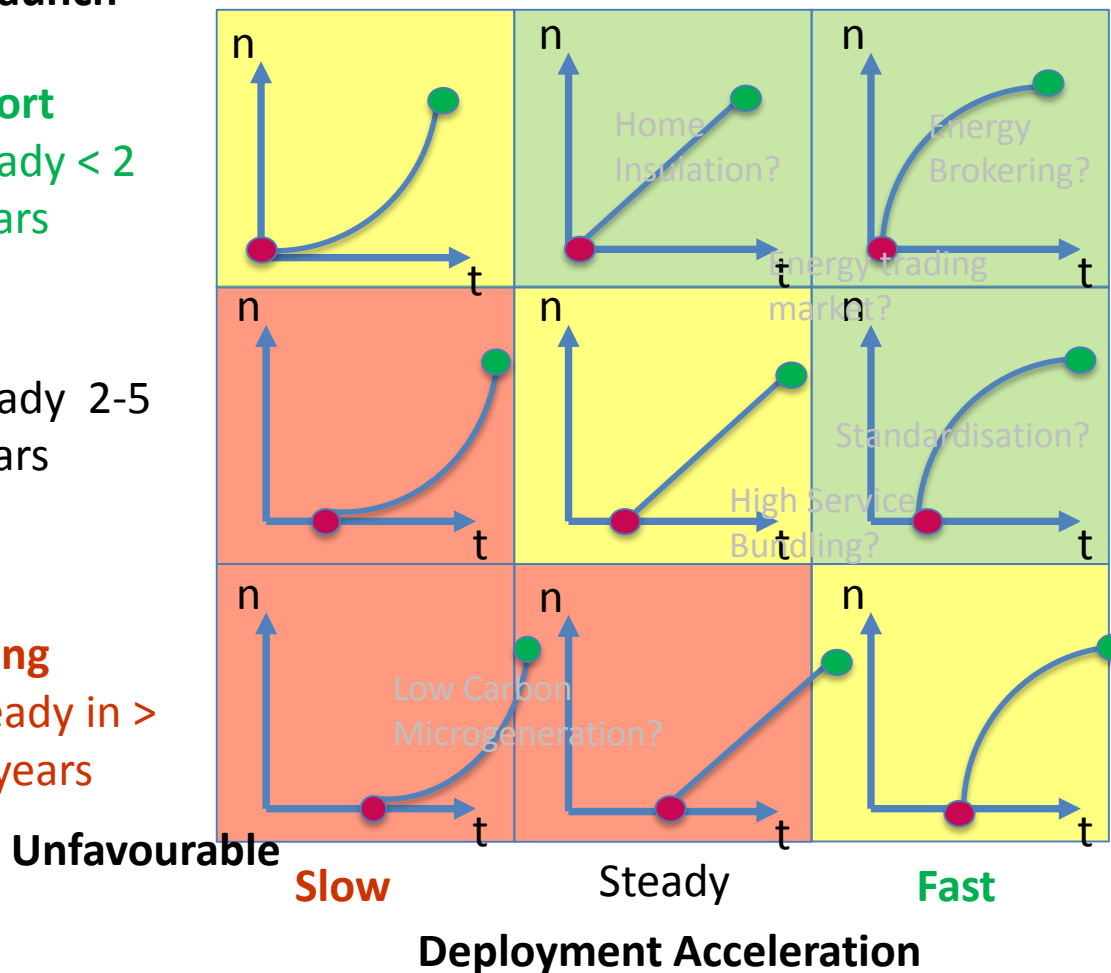 aunch
n
n
n
ort
ady < 2
ars
Home
Insulation?
Energy
Brokering?
Energy trading
market?
t
t
t
n
n
n
ady 2-5
ars
Standardisation?
High Service
Bundling?
t
t
t
n
n
n
ng
eady in >
years
Low Carbon
Microgeneration?
t
t
t
Unfavourable
Slow
Steady
Fast
Deployment Acceleration